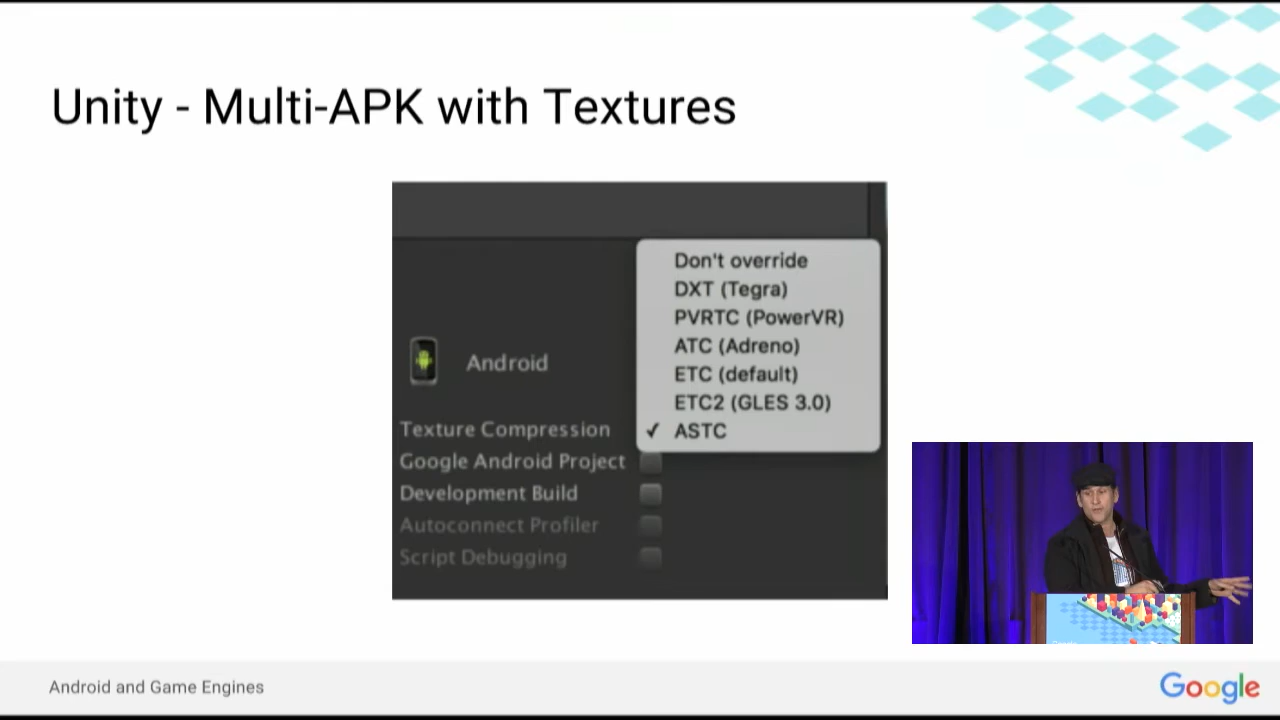 Unity - Multi-APK with Textures
Don't override
DXT (Tegra)
PVRTC (PowerVR)
ATC (Adreno)
Android
ETC (default)
ETC2 (GLES 3.0)
Texture Compression
✓ ASTC
Google Android Project
Development Build
Autoconnect Profiler
Script Debugging
Android and Game Engines
Google